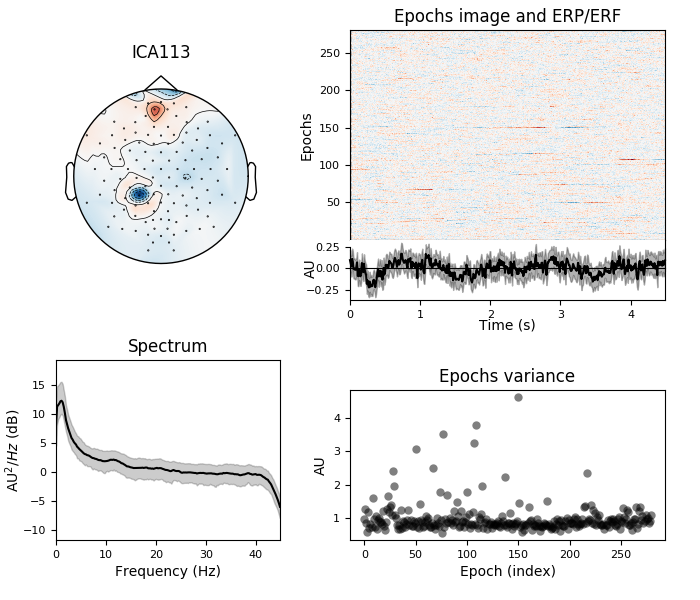 ICA113
Epochs image and ERP/ERF
Epochs
250
200
150
100
50
AU
0.25
0.00
−0.25
0 1 2 3 4
Time (s)
Spectrum
AU²/Hz (dB)
15
10
5
0
−5
−10
0 10 20 30 40
Frequency (Hz)
Epochs variance
AU
4
3
2
1
0 50 100 150 200 250
Epoch (index)